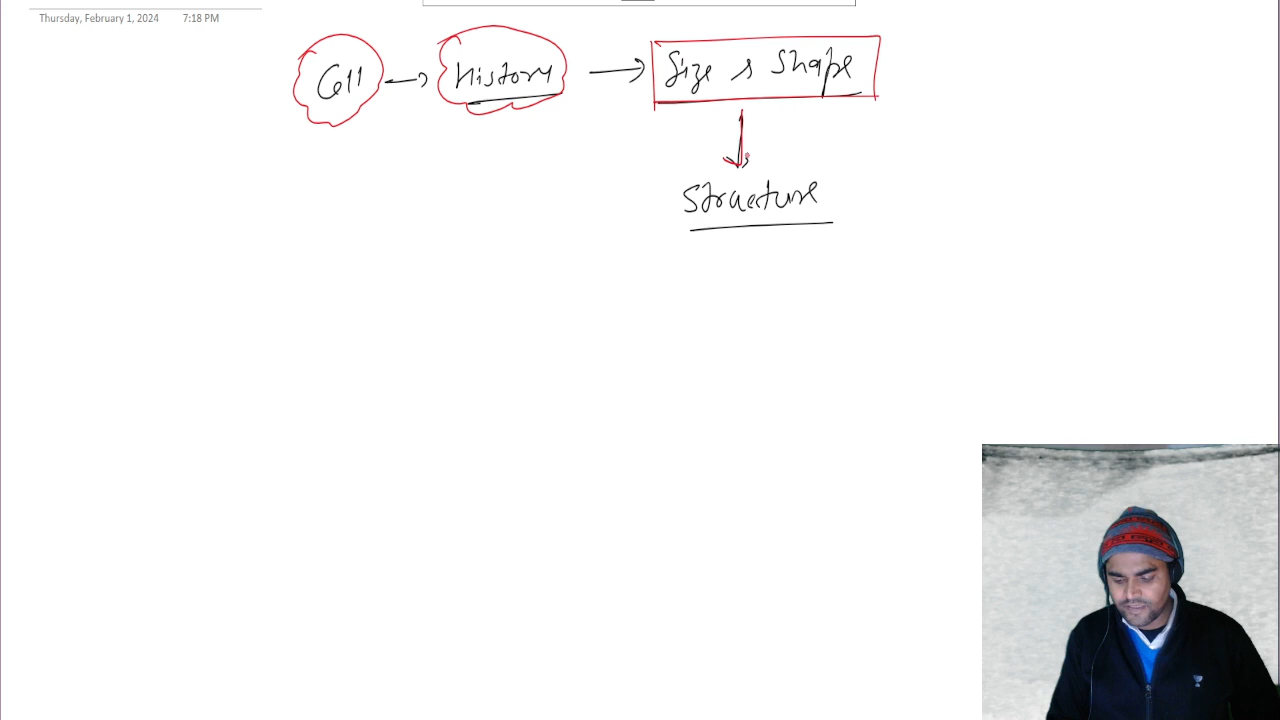 Thursday, February 1, 2024 7:18 PM
Cell → History → Size & Shape
↓
Structure